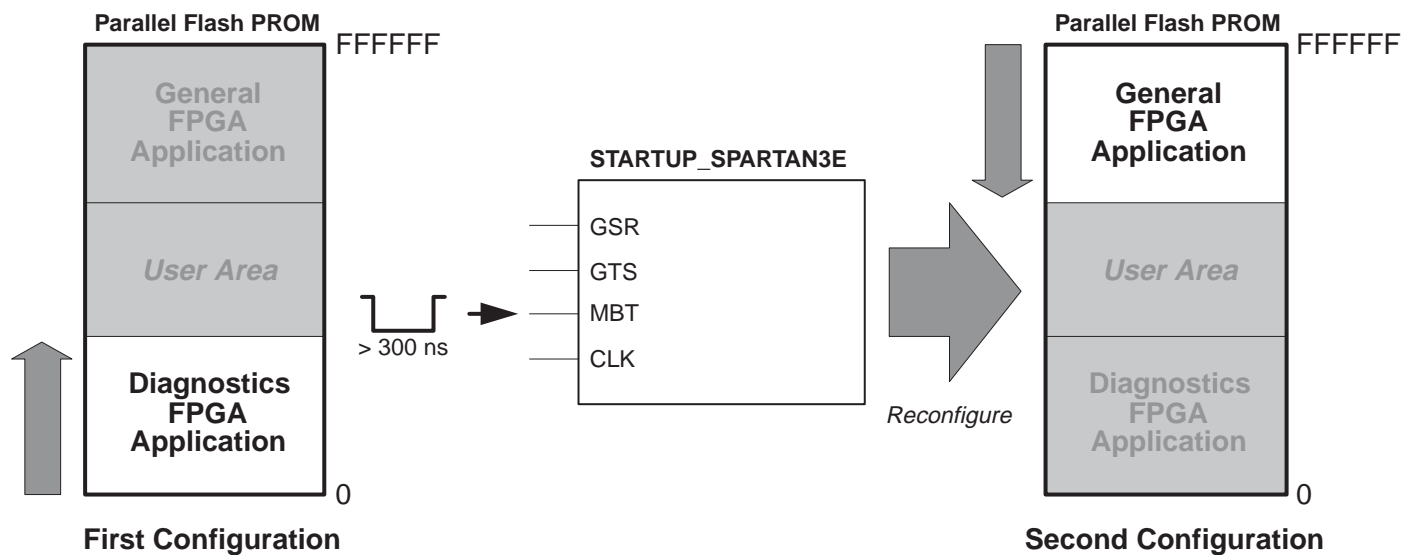 Parallel Flash PROM
FFFFFF
General
FPGA
Application
User Area
Diagnostics
FPGA
Application
0
First Configuration
> 300 ns
STARTUP_SPARTAN3E
GSR
GTS
MBT
CLK
Reconfigure
Parallel Flash PROM
FFFFFF
General
FPGA
Application
User Area
Diagnostics
FPGA
Application
0
Second Configuration